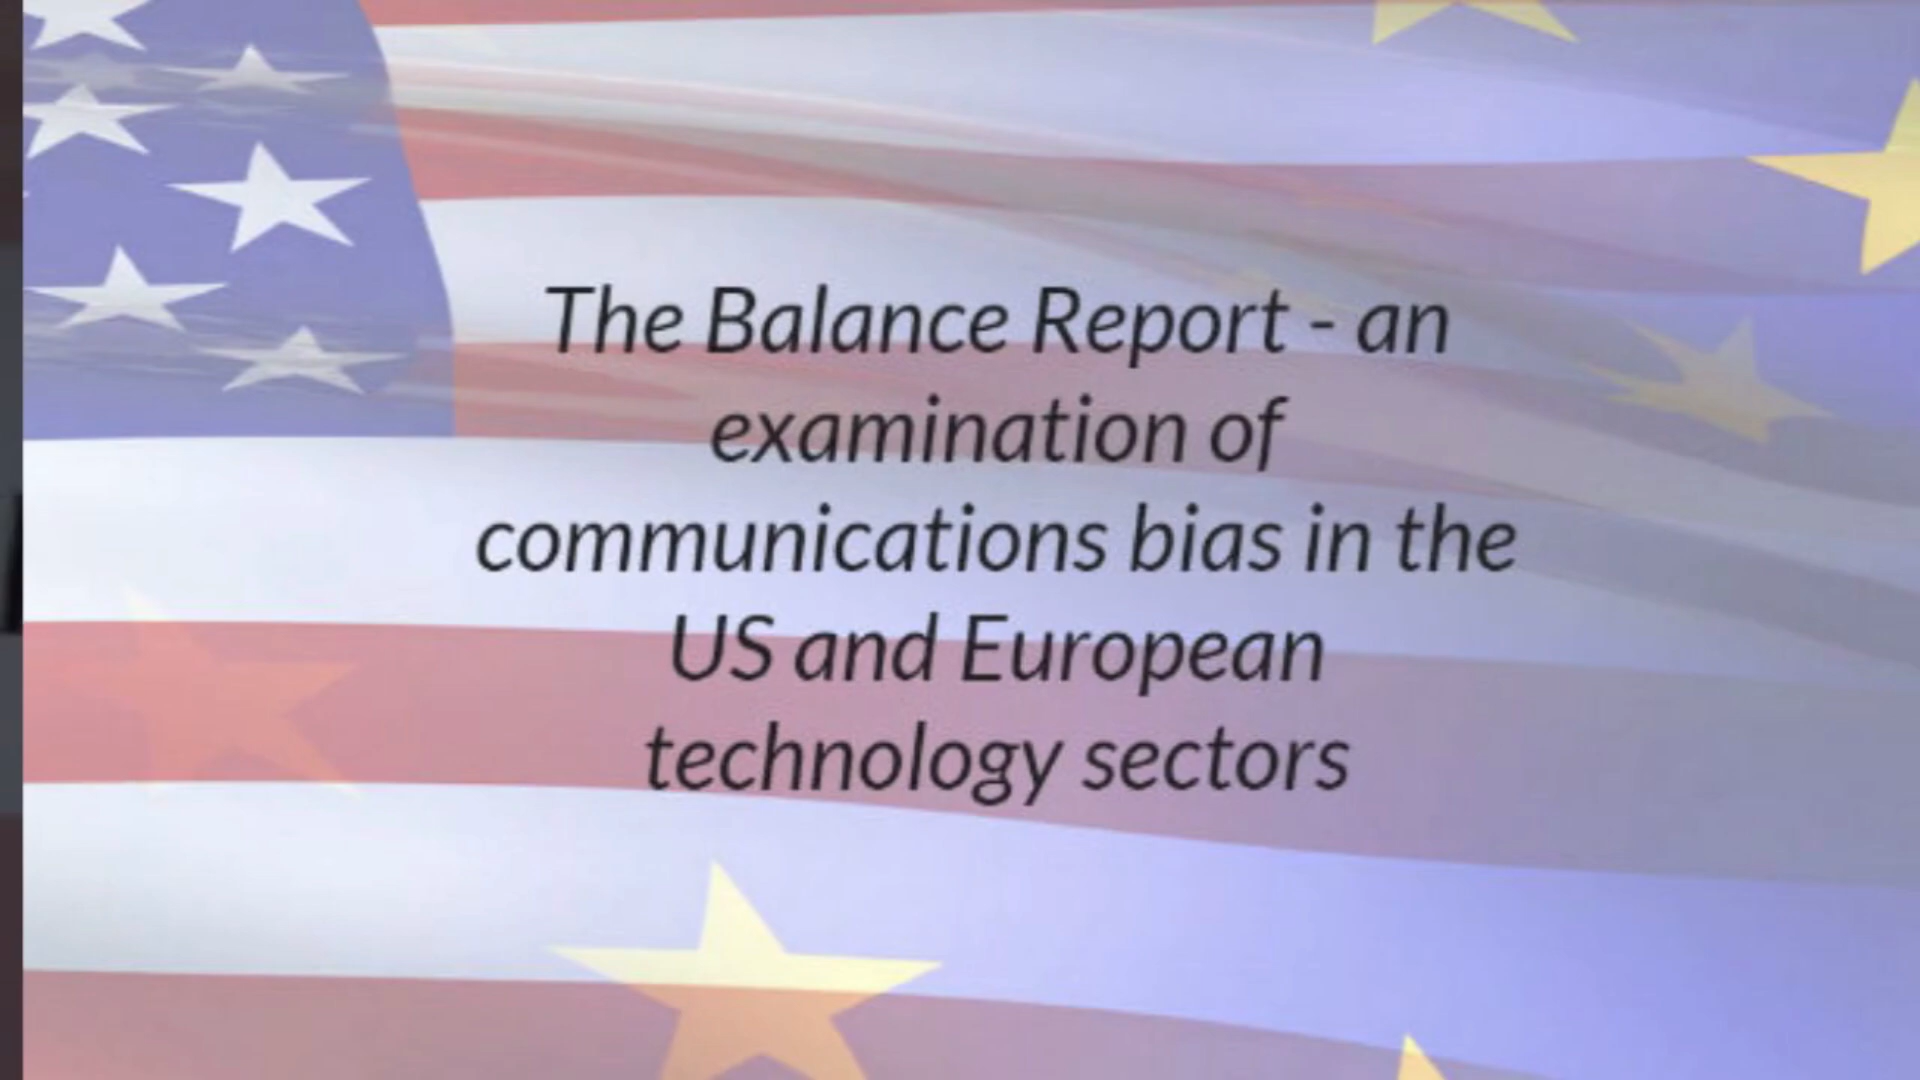 The Balance Report - an
examination of
communications bias in the
US and European
technology sectors